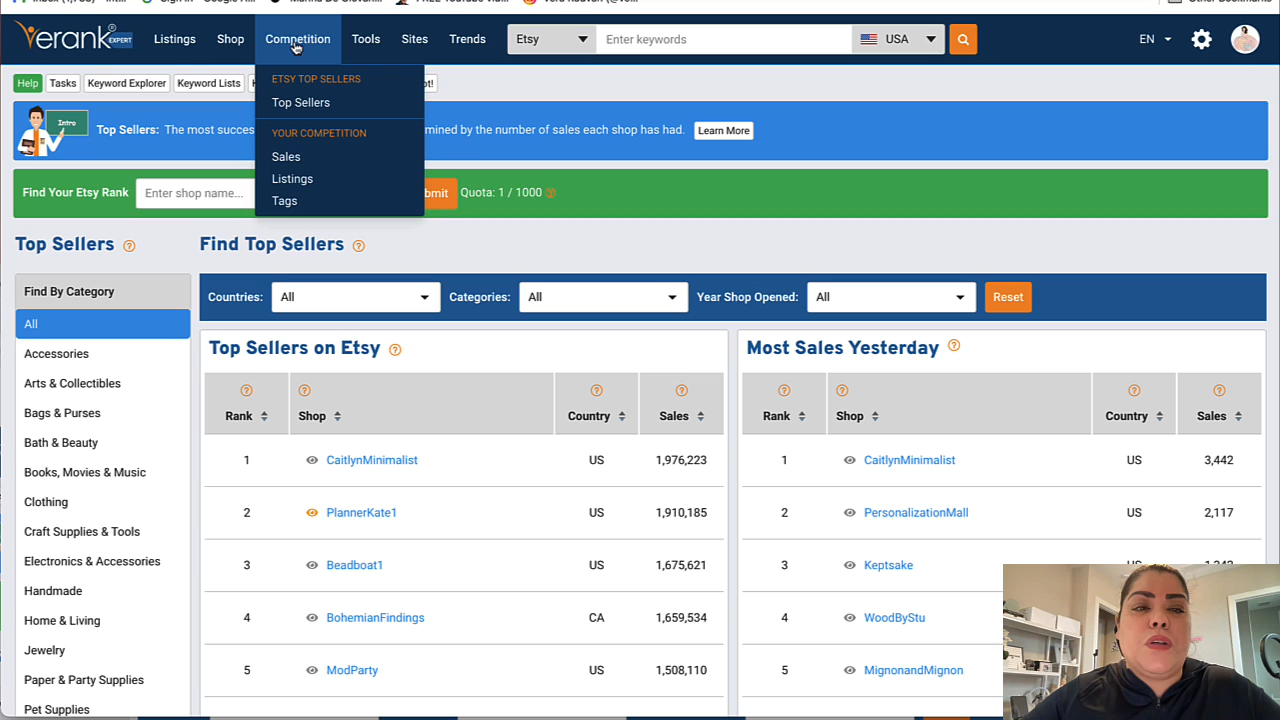 erank EXPERT
Listings Shop Competition Tools Sites Trends Etsy Enter keywords USA EN
ETSY TOP SELLERS
Top Sellers
YOUR COMPETITION
Sales
Listings
Tags
Help Tasks Keyword Explorer Keyword Lists
Intro
Top Sellers: The most succes mined by the number of sales each shop has had. Learn More
Find Your Etsy Rank Enter shop name... bmit Quota: 1 / 1000
Top Sellers
Find By Category
All
Accessories
Arts & Collectibles
Bags & Purses
Bath & Beauty
Books, Movies & Music
Clothing
Craft Supplies & Tools
Electronics & Accessories
Handmade
Home & Living
Jewelry
Paper & Party Supplies
Pet Supplies
Find Top Sellers
Countries: All Categories: All Year Shop Opened: All Reset
Top Sellers on Etsy
Rank Shop Country Sales
1 CaitlynMinimalist US 1,976,223
2 PlannerKate1 US 1,910,185
3 Beadboat1 US 1,675,621
4 BohemianFindings CA 1,659,534
5 ModParty US 1,508,110
Most Sales Yesterday
Rank Shop Country Sales
1 CaitlynMinimalist US 3,442
2 PersonalizationMall US 2,117
3 Keptsake US
4 WoodByStu
5 MignonandMignon